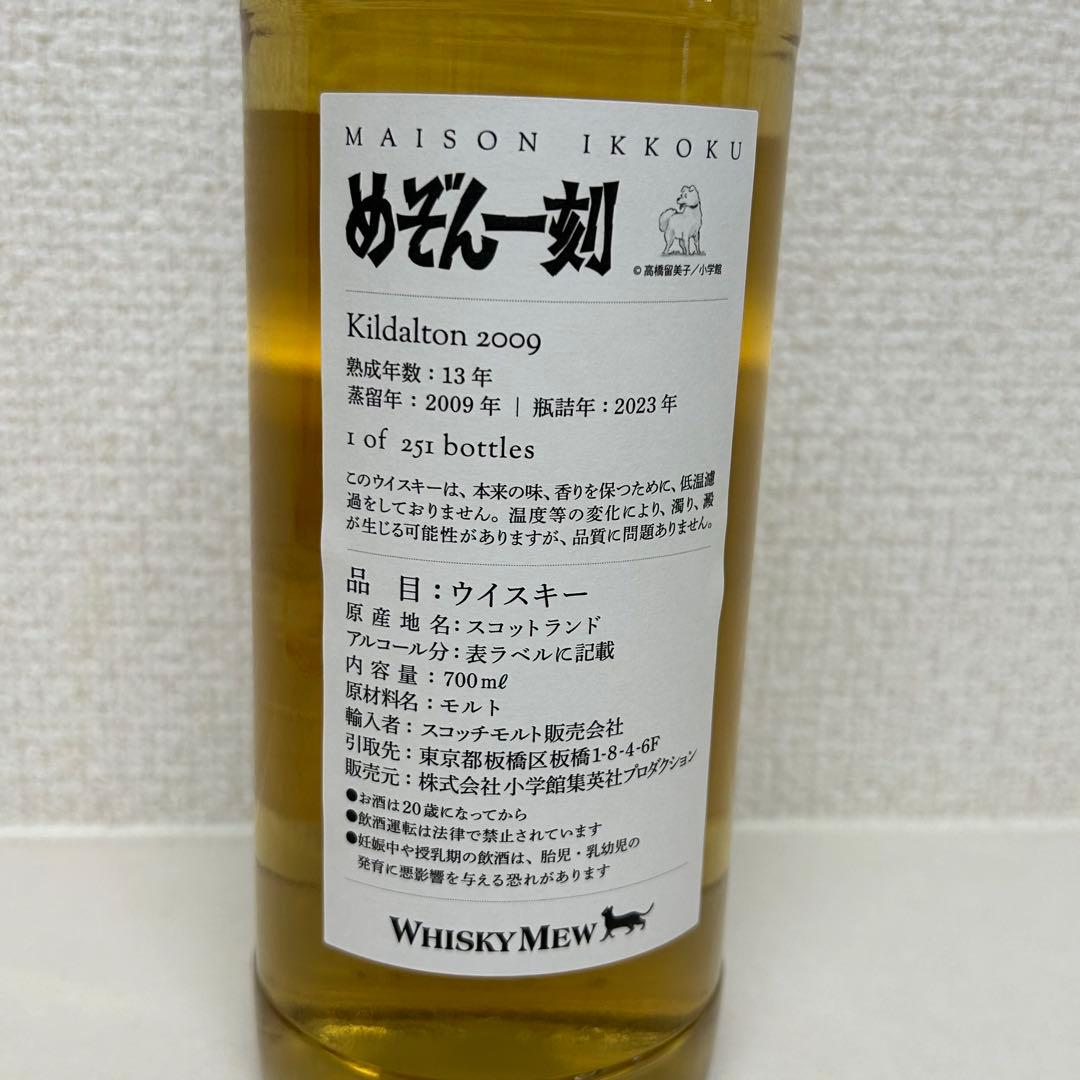 MAISON IKKOKU
めぞん一刻
© 高橋留美子／小学館
Kildalton 2009
熟成年数：13 年
蒸留年：2009 年 | 瓶詰年：2023 年
1 of 251 bottles
このウイスキーは、本来の味、香りを保つために、低温濾
過をしておりません。温度等の変化により、濁り、澱
が生じる可能性がありますが、品質に問題ありません。
品 目：ウイスキー
原産地名：スコットランド
アルコール分：表ラベルに記載
内容量：700mℓ
原材料名：モルト
輸入者：スコッチモルト販売会社
引取先：東京都板橋区板橋1-8-4-6F
販売元：株式会社小学館集英社プロダクション
●お酒は20歳になってから
●飲酒運転は法律で禁止されています
●妊娠中や授乳期の飲酒は、胎児・乳幼児の
発育に悪影響を与える恐れがあります
WHISKY MEW